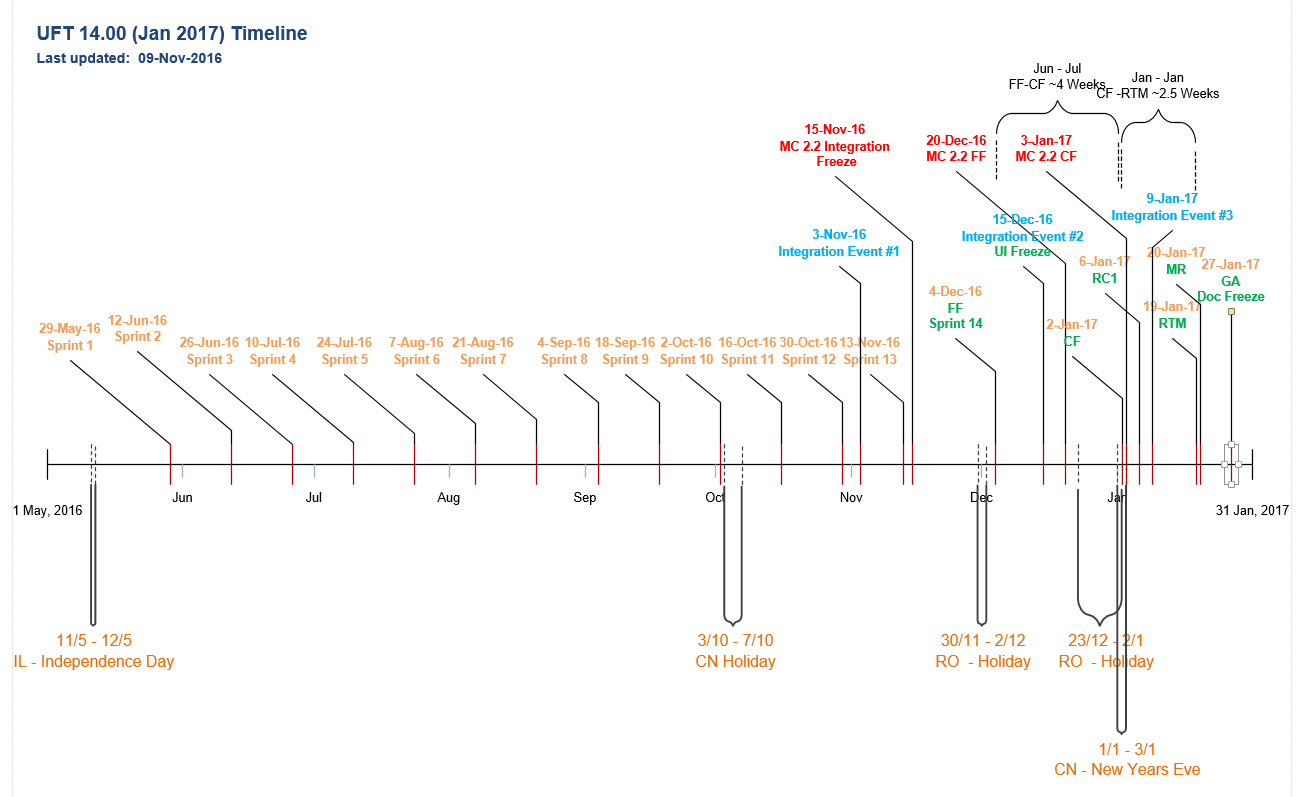 UFT 14.00 (Jan 2017) Timeline
Last updated:  09-Nov-2016
Jun - Jul
FF-CF ~4 Weeks
Jan - Jan
CF -RTM ~2.5 Weeks
15-Nov-16
MC 2.2 Integration
Freeze
20-Dec-16
MC 2.2 FF
3-Jan-17
MC 2.2 CF
3-Nov-16
Integration Event #1
15-Dec-16
Integration Event #2
UI Freeze
9-Jan-17
Integration Event #3
6-Jan-17
RC1
20-Jan-17
MR
27-Jan-17
GA
Doc Freeze
4-Dec-16
FF
Sprint 14
2-Jan-17
CF
19-Jan-17
RTM
29-May-16
Sprint 1
12-Jun-16
Sprint 2
26-Jun-16
Sprint 3
10-Jul-16
Sprint 4
24-Jul-16
Sprint 5
7-Aug-16
Sprint 6
21-Aug-16
Sprint 7
4-Sep-16
Sprint 8
18-Sep-16
Sprint 9
2-Oct-16
Sprint 10
16-Oct-16
Sprint 11
30-Oct-16
Sprint 12
13-Nov-16
Sprint 13
Jun
Jul
Aug
Sep
Oct
Nov
Dec
Jan
1 May, 2016
31 Jan, 2017
11/5 - 12/5
IL - Independence Day
3/10 - 7/10
CN Holiday
30/11 - 2/12
RO  - Holiday
23/12 - 2/1
RO  - Holiday
1/1 - 3/1
CN - New Years Eve